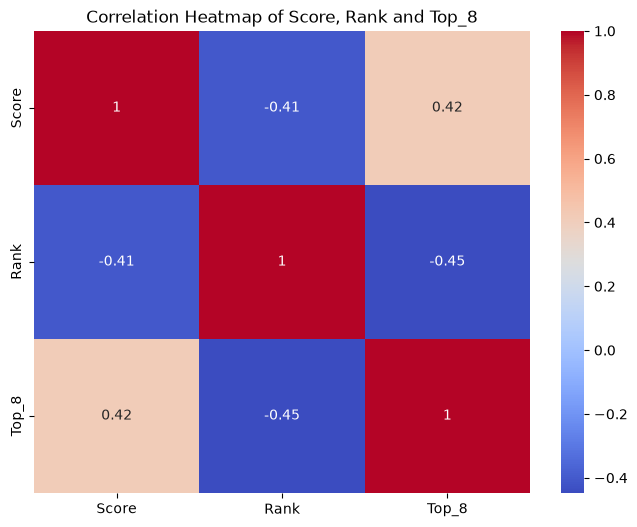 Correlation Heatmap of Score, Rank and Top_8
Score
1
-0.41
0.42
Rank
-0.41
1
-0.45
Top_8
0.42
-0.45
1
Score
Rank
Top_8
1.0
0.8
0.6
0.4
0.2
0.0
−0.2
−0.4